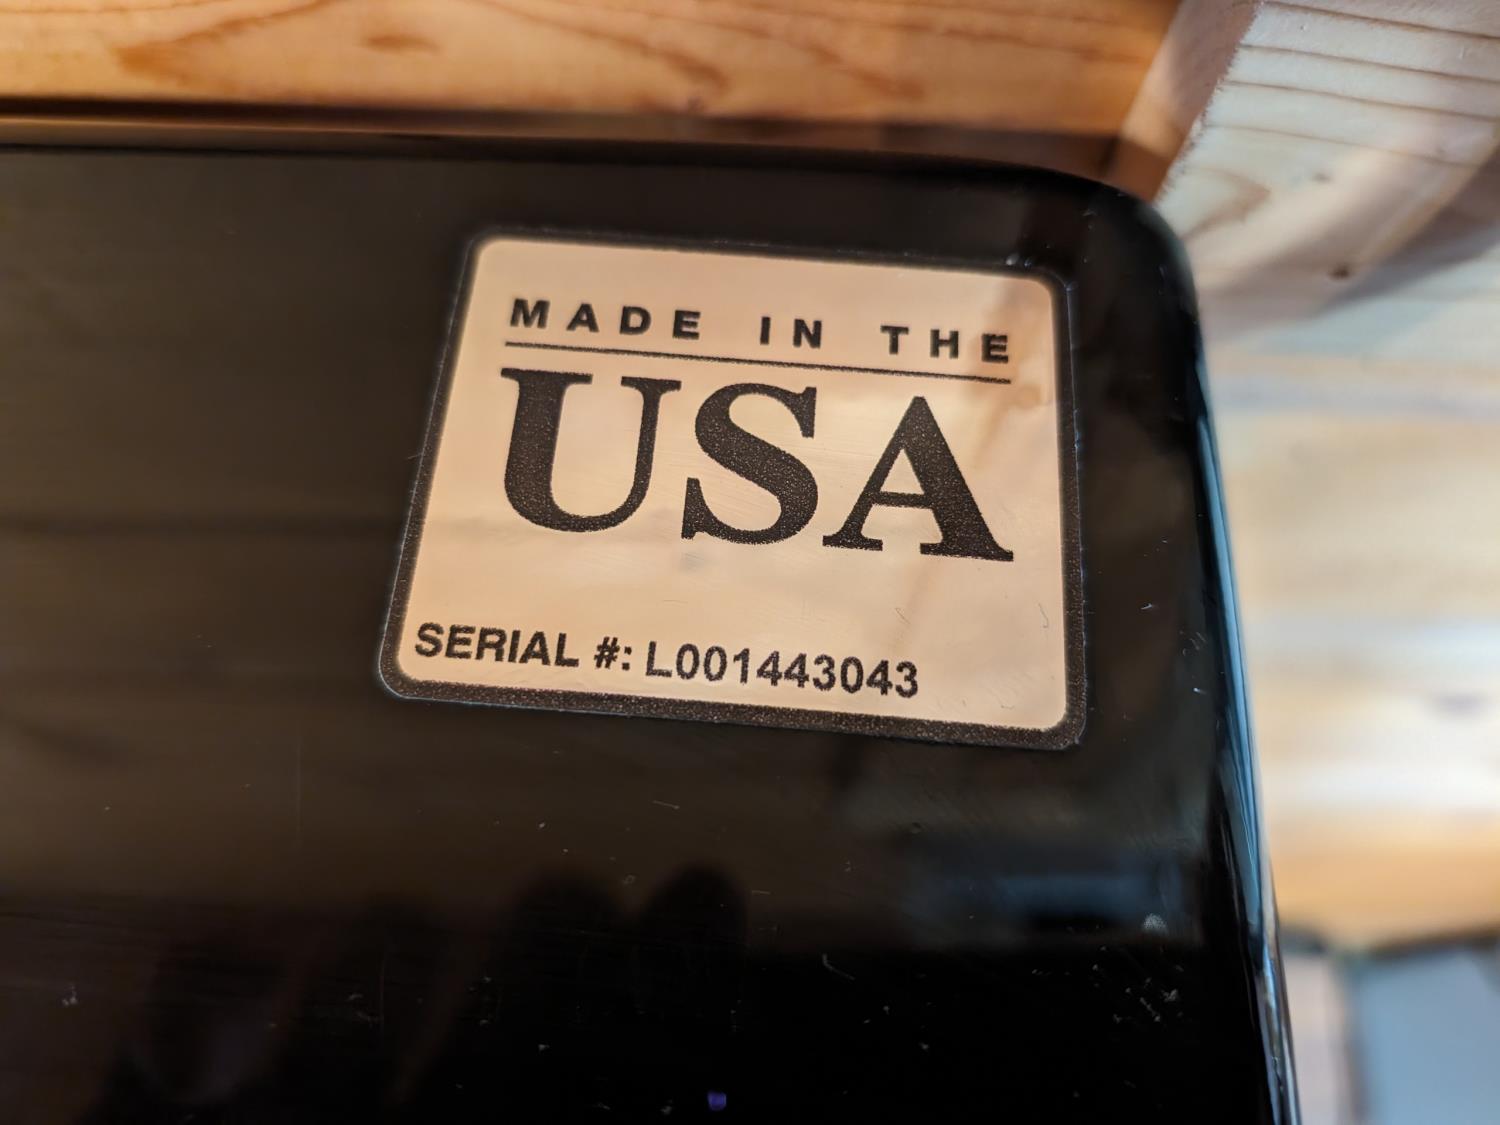 MADE IN THE
USA
SERIAL #: L001443043